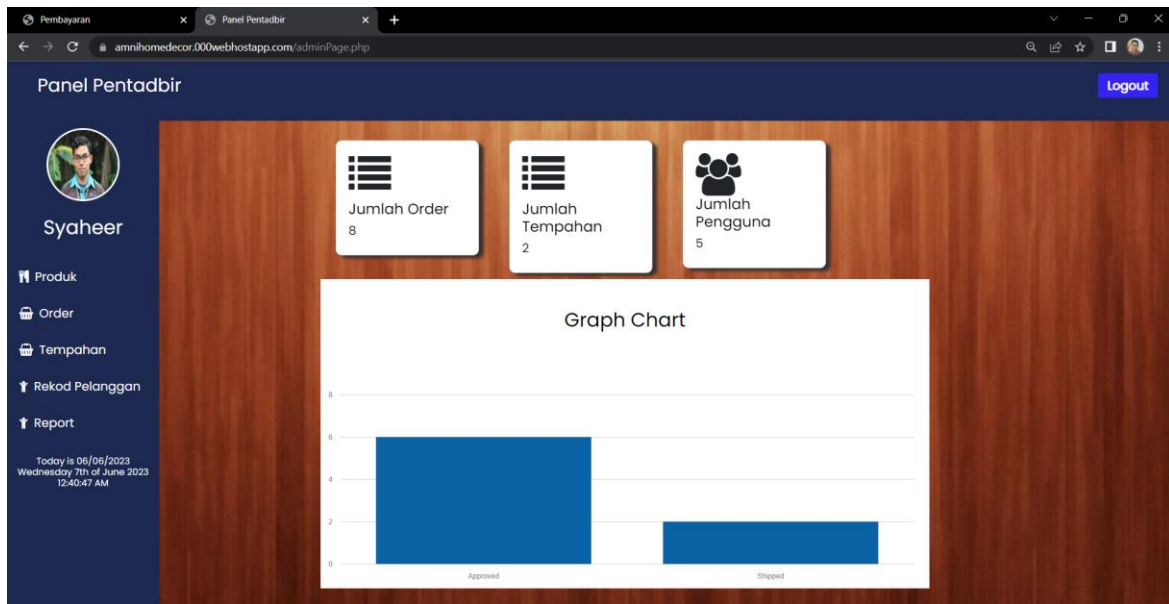 Pembayaran
Panel Pentadbir
amnihomedecor.000webhostapp.com/adminPage.php
Panel Pentadbir
Logout
Syaheer
Produk
Order
Tempahan
Rekod Pelanggan
Report
Today is 06/06/2023
Wednesday 7th of June 2023
12:40:47 AM
Jumlah Order
8
Jumlah
Tempahan
2
Jumlah
Pengguna
5
Graph Chart
8
6
4
2
0
Approved
Shipped